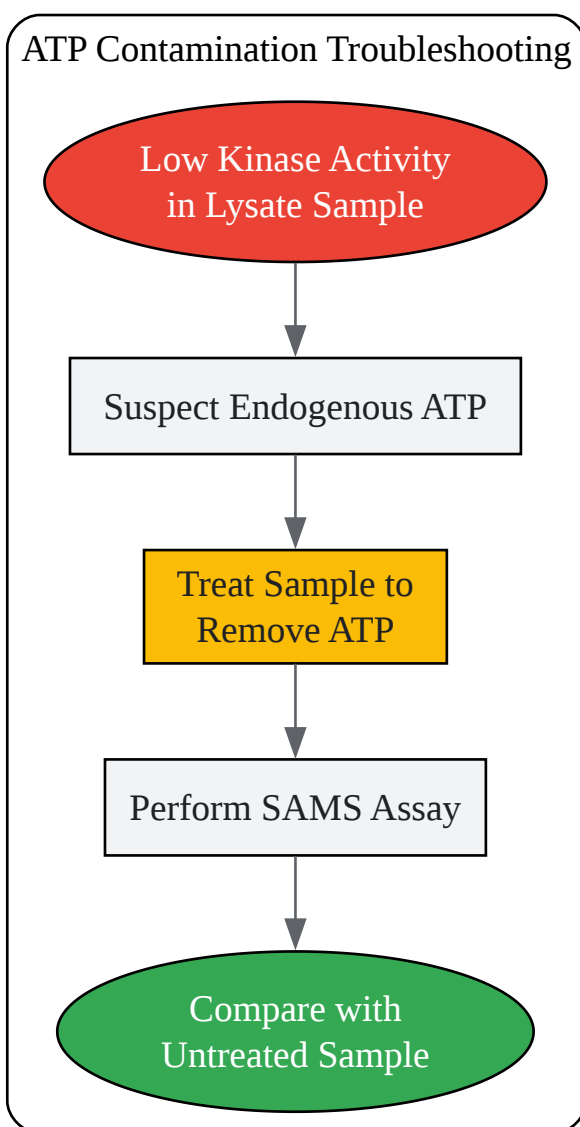 ATP Contamination Troubleshooting
Low Kinase Activity
in Lysate Sample
Suspect Endogenous ATP
Treat Sample to
Remove ATP
Perform SAMS Assay
Compare with
Untreated Sample